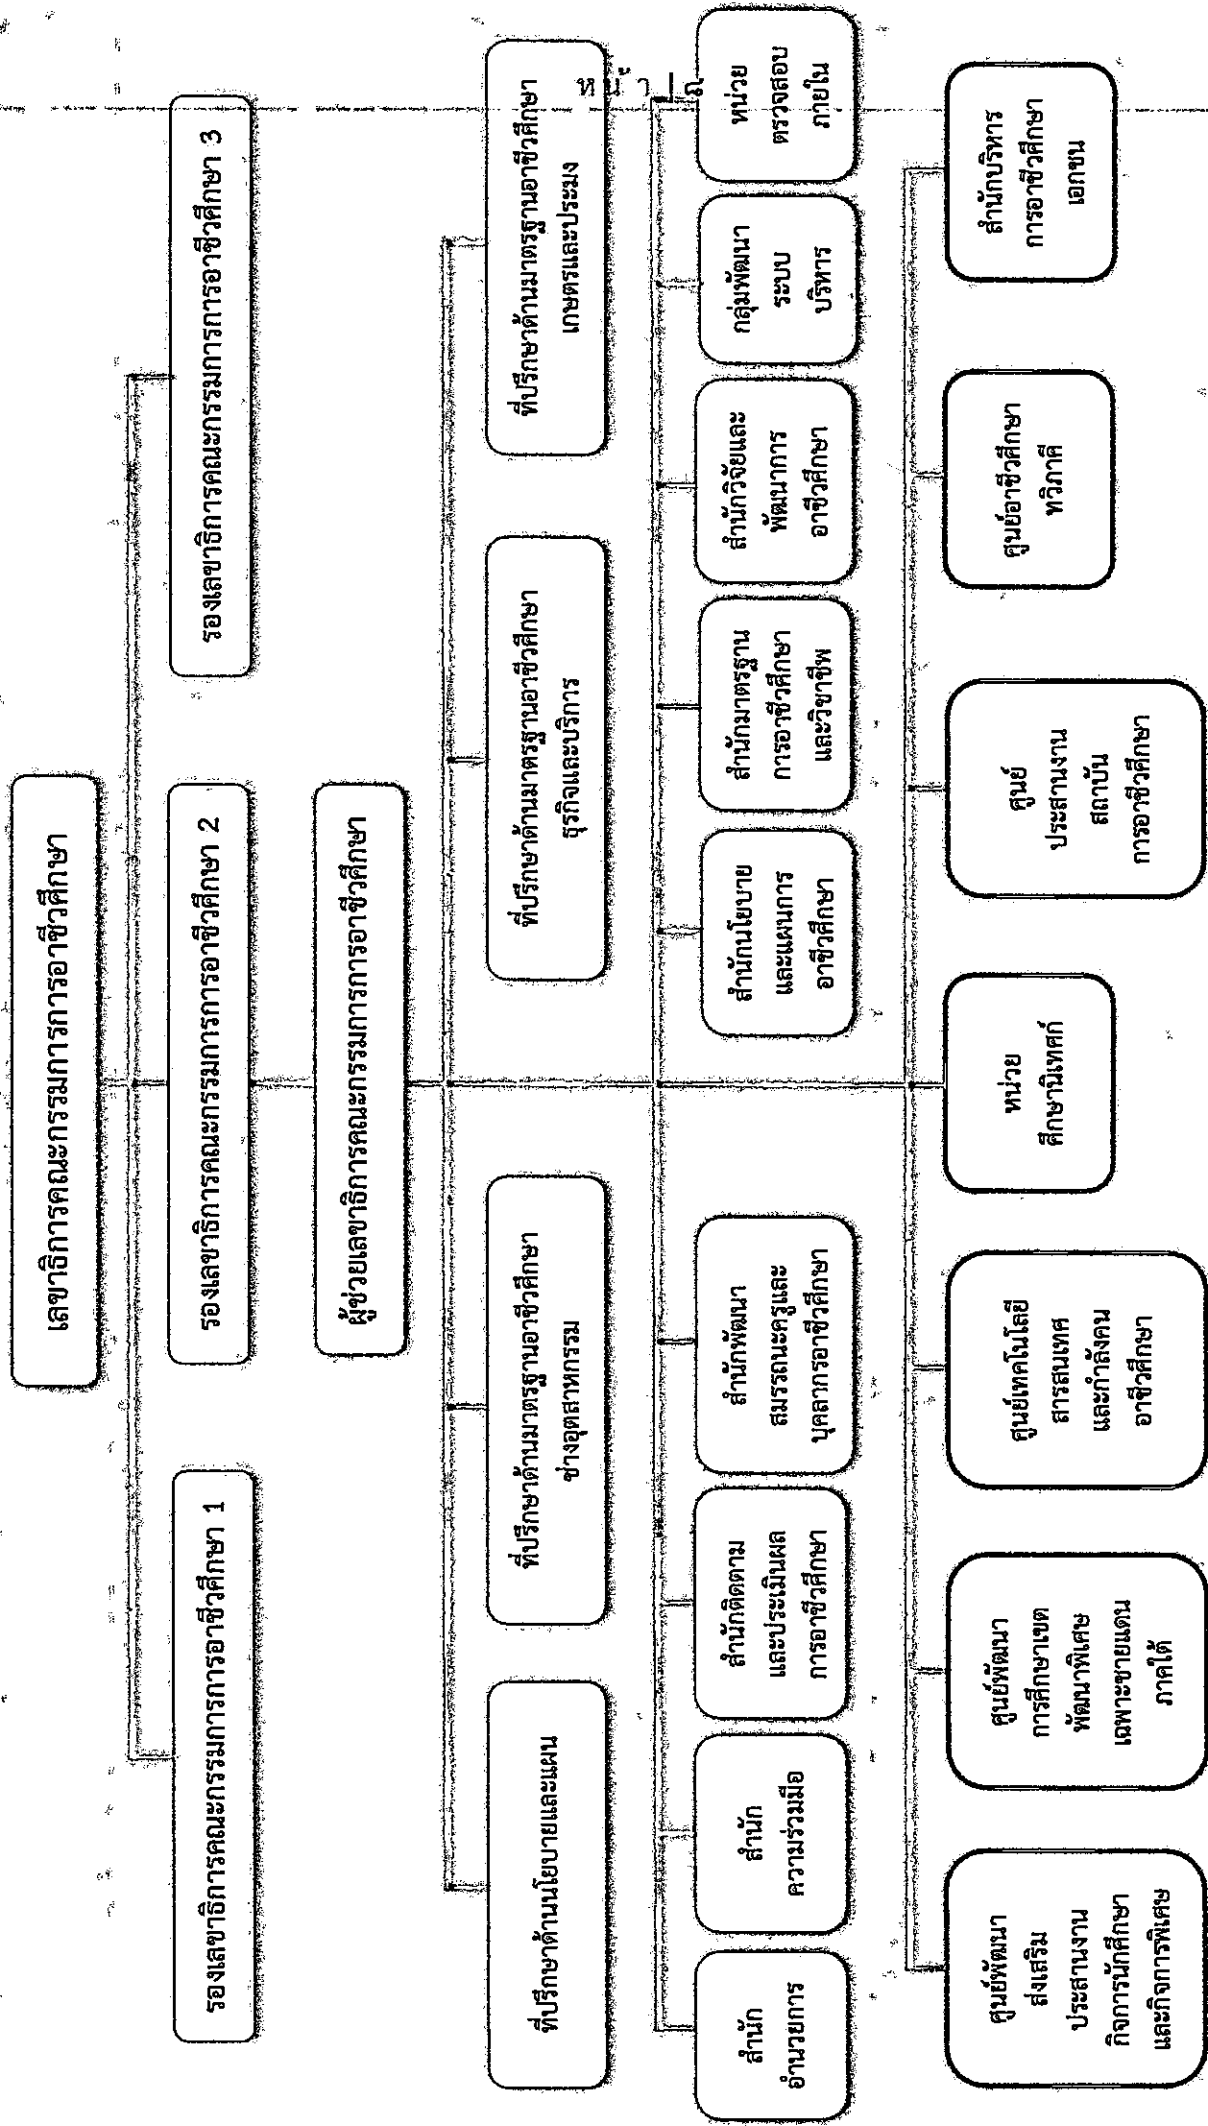 หน้า | ถ
เลขาธิการคณะกรรมการการอาชีวศึกษา
รองเลขาธิการคณะกรรมการการอาชีวศึกษา 1
รองเลขาธิการคณะกรรมการการอาชีวศึกษา 2
รองเลขาธิการคณะกรรมการการอาชีวศึกษา 3
ผู้ช่วยเลขาธิการคณะกรรมการการอาชีวศึกษา
ที่ปรึกษาด้านนโยบายและแผน
ที่ปรึกษาด้านมาตรฐานอาชีวศึกษา
ช่างอุตสาหกรรม
ที่ปรึกษาด้านมาตรฐานอาชีวศึกษา
ธุรกิจและบริการ
ที่ปรึกษาด้านมาตรฐานอาชีวศึกษา
เกษตรและประมง
สำนัก
อำนวยการ
สำนัก
ความร่วมมือ
สำนักติดตาม
และประเมินผล
การอาชีวศึกษา
สำนักพัฒนา
สมรรถนะครูและ
บุคลากรอาชีวศึกษา
สำนักนโยบาย
และแผนการ
อาชีวศึกษา
สำนักมาตรฐาน
การอาชีวศึกษา
และวิชาชีพ
สำนักวิจัยและ
พัฒนาการ
อาชีวศึกษา
กลุ่มพัฒนา
ระบบ
บริหาร
หน่วย
ตรวจสอบ
ภายใน
ศูนย์พัฒนา
ส่งเสริม
ประสานงาน
กิจการนักศึกษา
และกิจการพิเศษ
ศูนย์พัฒนา
การศึกษาเขต
พัฒนาพิเศษ
เฉพาะชายแดน
ภาคใต้
ศูนย์เทคโนโลยี
สารสนเทศ
และกำลังคน
อาชีวศึกษา
หน่วย
ศึกษานิเทศก์
ศูนย์
ประสานงาน
สถาบัน
การอาชีวศึกษา
ศูนย์อาชีวศึกษา
ทวิภาคี
สำนักบริหาร
การอาชีวศึกษา
เอกชน